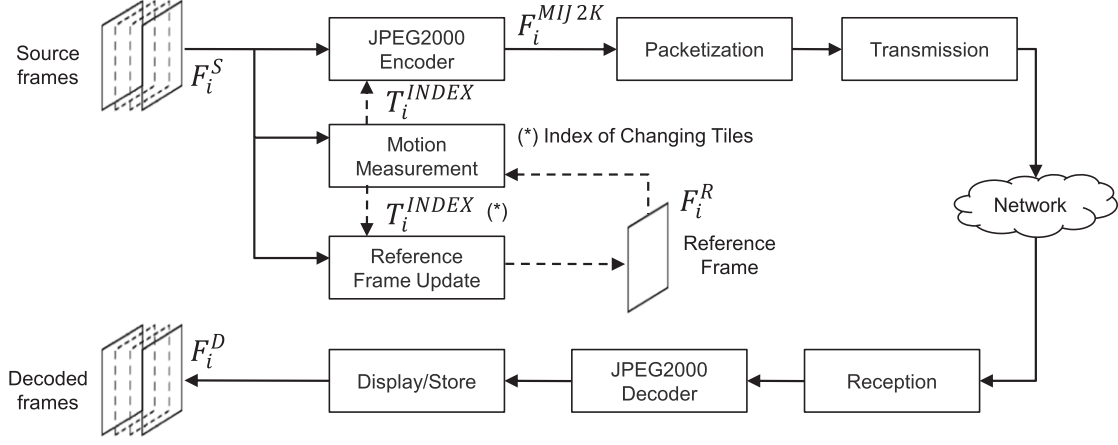 Source
frames
F_i^S
JPEG2000
Encoder
F_i^{MIJ2K}
Packetization
Transmission
T_i^{INDEX}
Motion
Measurement
(*) Index of Changing Tiles
T_i^{INDEX} (*)
F_i^R
Network
Reference
Frame Update
Reference
Frame
Decoded
frames
F_i^D
Display/Store
JPEG2000
Decoder
Reception